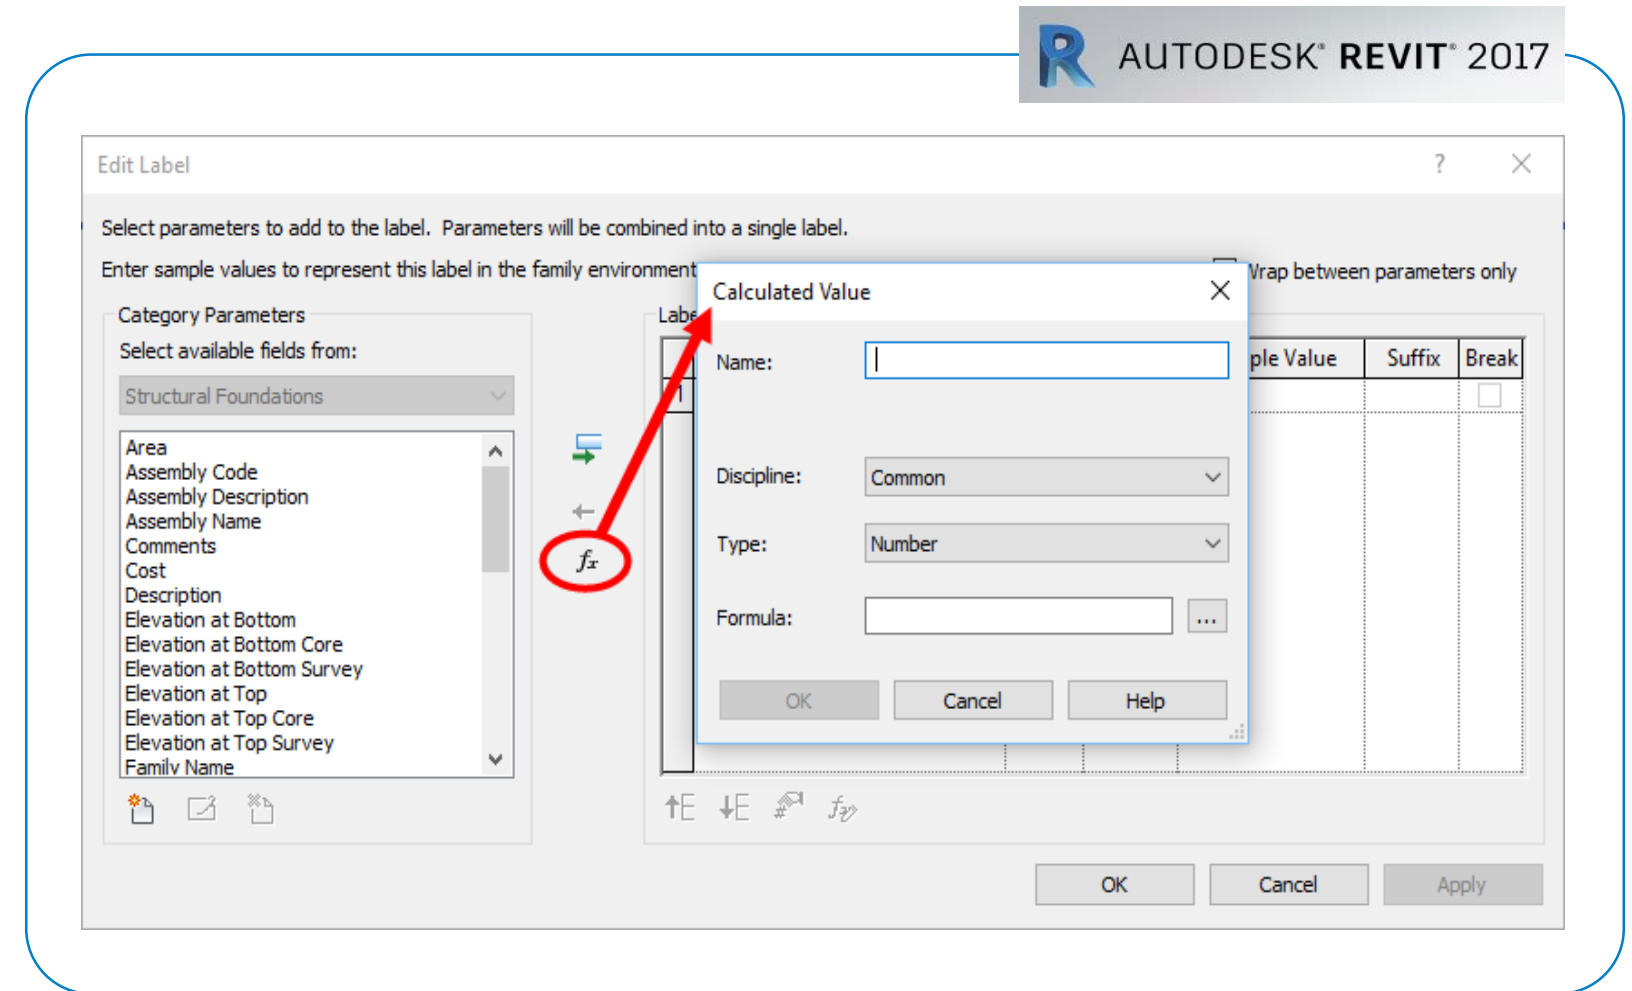 AUTODESK® REVIT® 2017
Edit Label
?
Select parameters to add to the label. Parameters will be combined into a single label.
Enter sample values to represent this label in the family environment
Wrap between parameters only
Category Parameters
Select available fields from:
Structural Foundations
Area
Assembly Code
Assembly Description
Assembly Name
Comments
Cost
Description
Elevation at Bottom
Elevation at Bottom Core
Elevation at Bottom Survey
Elevation at Top
Elevation at Top Core
Elevation at Top Survey
Family Name
fx
Labe
ple Value
Suffix
Break
1
Calculated Value
Name:
Discipline:
Common
Type:
Number
Formula:
...
OK
Cancel
Help
OK
Cancel
Apply